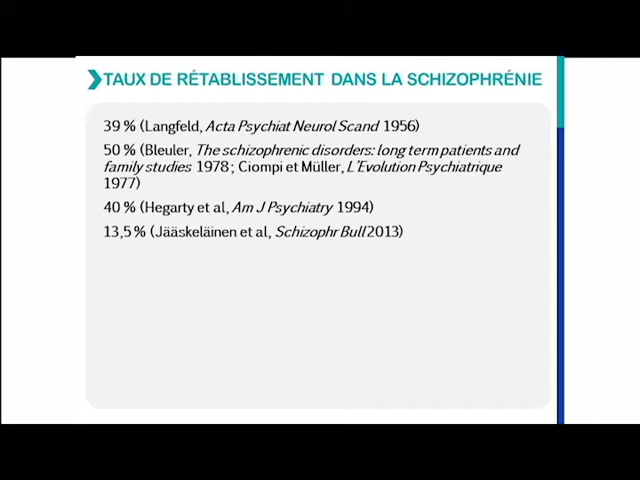 TAUX DE RÉTABLISSEMENT DANS LA SCHIZOPHRÉNIE
39 % (Langfeld, Acta Psychiat Neurol Scand 1956)
50 % (Bleuler, The schizophrenic disorders: long term patients and
family studies 1978 ; Ciompi et Müller, L'Evolution Psychiatrique
1977)
40 % (Hegarty et al, Am J Psychiatry 1994)
13,5 % (Jääskeläinen et al, Schizophr Bull 2013)